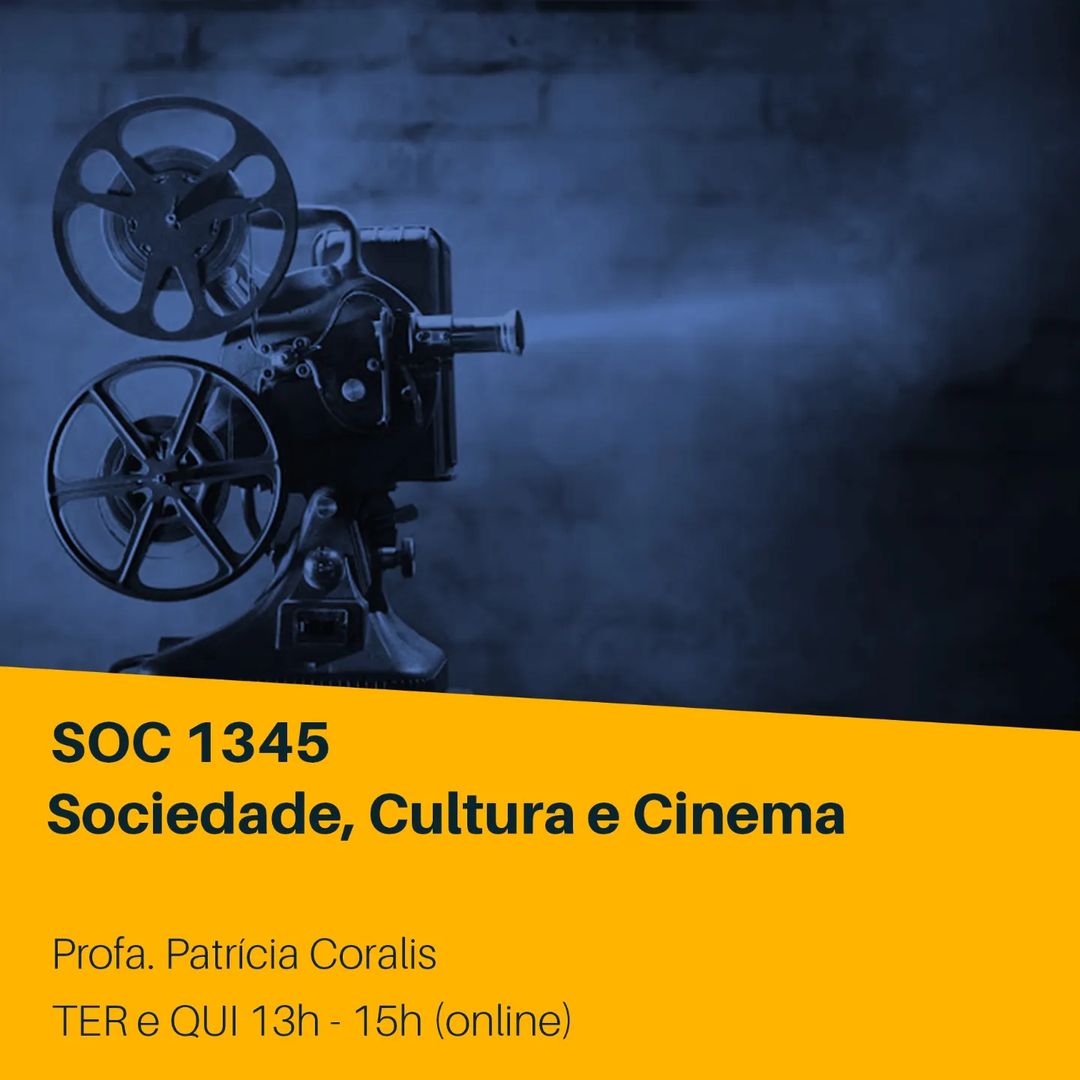 SOC 1345
Sociedade, Cultura e Cinema
Profa. Patrícia Coralis
TER e QUI 13h - 15h (online)